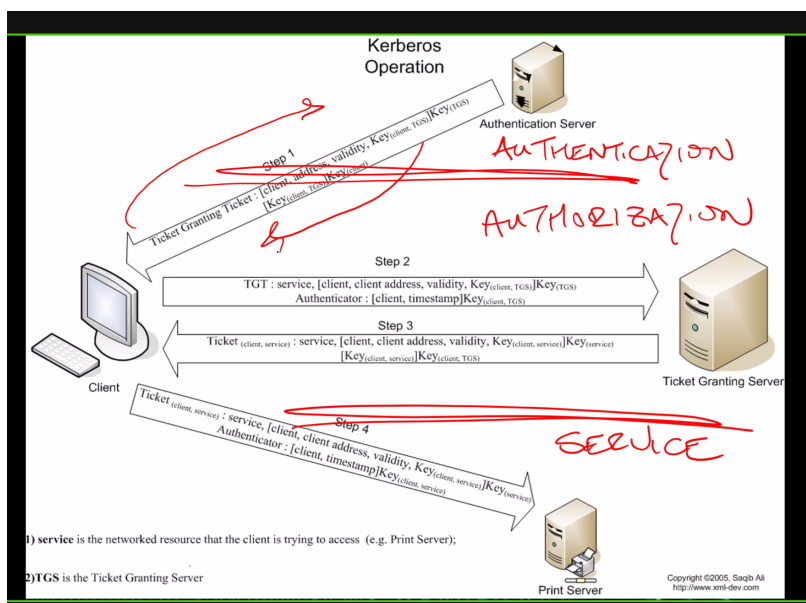 Kerberos
Operation
Authentication Server
AUTHENTICATION
Step 1
Ticket Granting Ticket : [client, address, validity, Key(client, TGS)]Key(TGS)
[Key(client, TGS)]Key(client)
AUTHORIZATION
Step 2
TGT : service, [client, client address, validity, Key(client, TGS)]Key(TGS)
Authenticator : [client, timestamp]Key(client, TGS)
Step 3
Ticket (client, service) : service, [client, client address, validity, Key(client, service)]Key(service)
[Key(client, service)]Key(client, TGS)
Client
Ticket Granting Server
Step 4
Ticket (client, service) : service, [client, client address, validity, Key(client, service)]Key(service)
Authenticator : [client, timestamp]Key(client, service)
SERVICE
1) service is the networked resource that the client is trying to access (e.g. Print Server);
2)TGS is the Ticket Granting Server
Print Server
Copyright ©2005, Saqib Ali
http://www.xml-dev.com